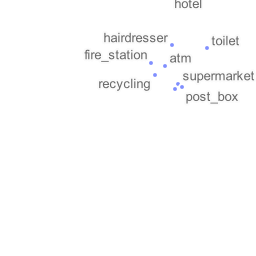 hotel
hairdresser
toilet
fire_station
atm
supermarket
recycling
post_box